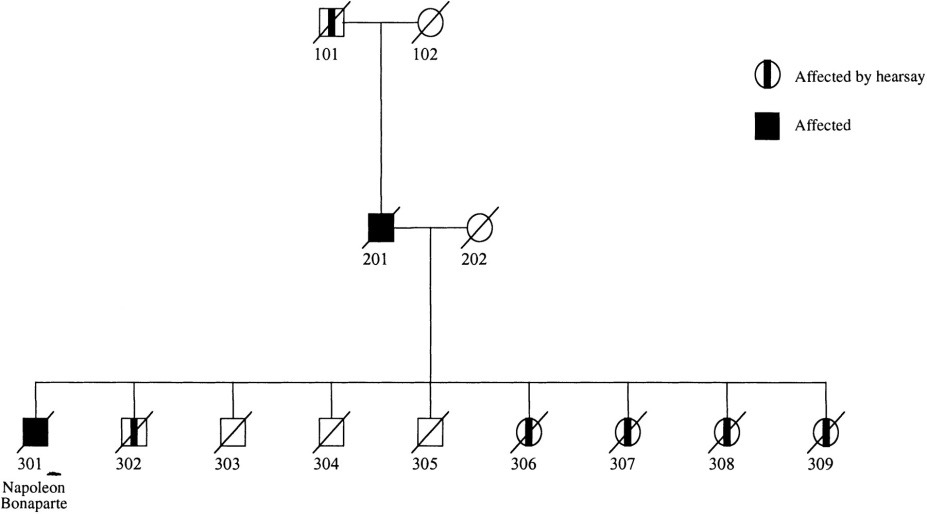 101 102
Affected by hearsay
Affected
201 202
301 302 303 304 305 306 307 308 309
Napoleon
Bonaparte